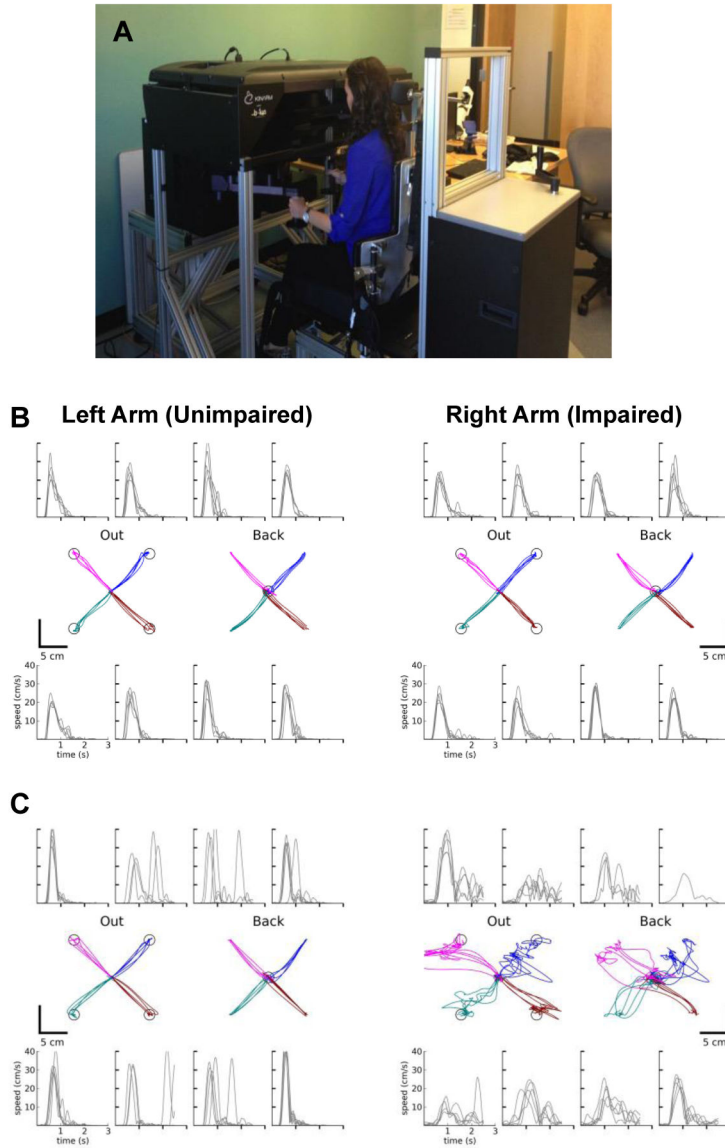 A
KINARM
B
Left Arm (Unimpaired)
Right Arm (Impaired)
Out
Back
Out
Back
5 cm
5 cm
40
30
20
10
speed (cm/s)
1
2
3
time (s)
40
30
20
10
speed (cm/s)
1
2
3
time (s)
C
Out
Back
Out
Back
5 cm
5 cm
40
30
20
10
speed (cm/s)
1
2
3
time (s)
40
30
20
10
speed (cm/s)
1
2
3
time (s)